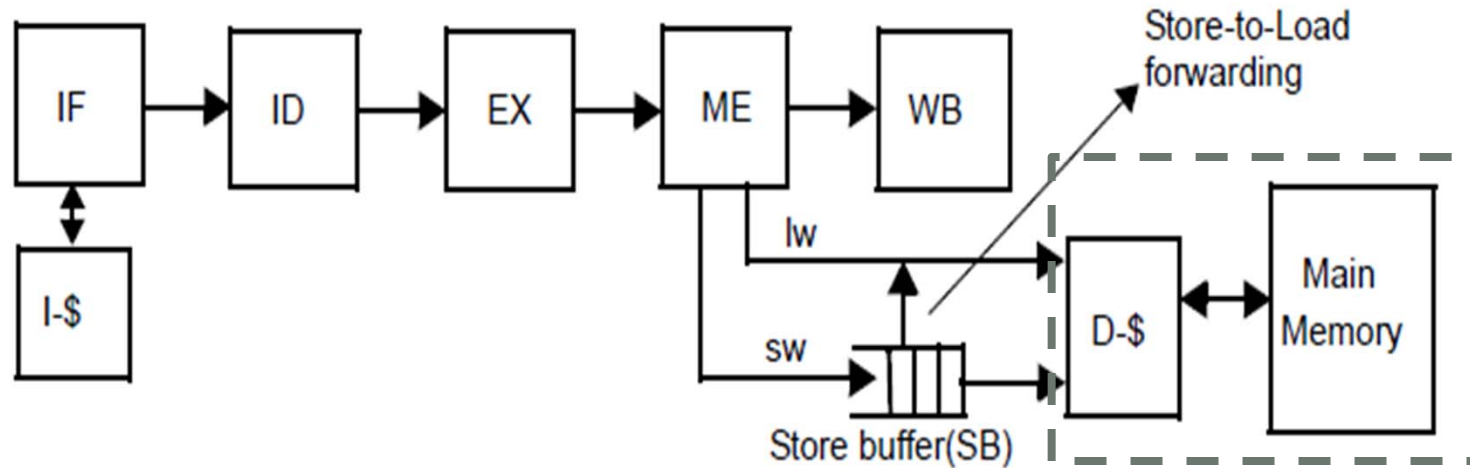 Store-to-Load
forwarding
IF
ID
EX
ME
WB
lw
I-$
sw
D-$
Main
Memory
Store buffer(SB)